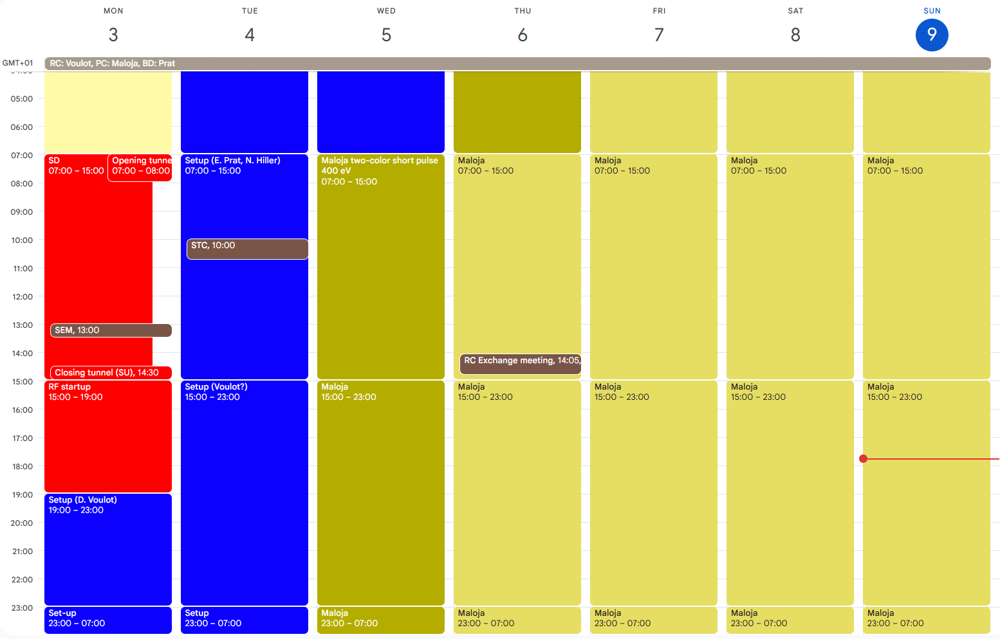 MON
3
TUE
4
WED
5
THU
6
FRI
7
SAT
8
SUN
9
GMT+01
RC: Voulot, PC: Maloja, BD: Prat
04:00
05:00
06:00
07:00
08:00
09:00
10:00
11:00
12:00
13:00
14:00
15:00
16:00
17:00
18:00
19:00
20:00
21:00
22:00
23:00
SD
07:00 – 15:00
Opening tunne
07:00 – 08:00
SEM, 13:00
Closing tunnel (SU), 14:30
RF startup
15:00 – 19:00
Setup (D. Voulot)
19:00 – 23:00
Set-up
23:00 – 07:00
Setup (E. Prat, N. Hiller)
07:00 – 15:00
STC, 10:00
Setup (Voulot?)
15:00 – 23:00
Setup
23:00 – 07:00
Maloja two-color short pulse
400 eV
07:00 – 15:00
Maloja
15:00 – 23:00
Maloja
23:00 – 07:00
Maloja
07:00 – 15:00
RC Exchange meeting, 14:05,
Maloja
15:00 – 23:00
Maloja
23:00 – 07:00
Maloja
07:00 – 15:00
Maloja
15:00 – 23:00
Maloja
23:00 – 07:00
Maloja
07:00 – 15:00
Maloja
15:00 – 23:00
Maloja
23:00 – 07:00
Maloja
07:00 – 15:00
Maloja
15:00 – 23:00
Maloja
23:00 – 07:00